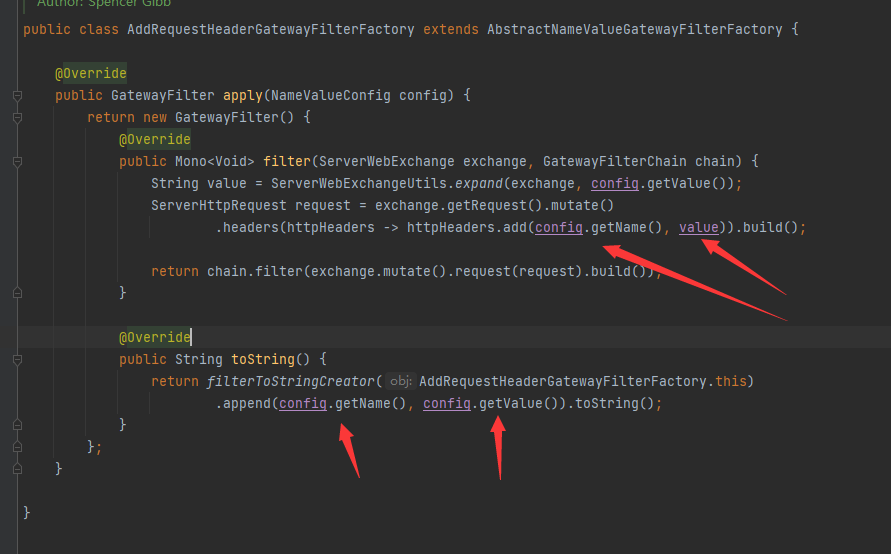 Author: Spencer Gibb
public class AddRequestHeaderGatewayFilterFactory extends AbstractNameValueGatewayFilterFactory {
@Override
public GatewayFilter apply(NameValueConfig config) {
return new GatewayFilter() {
@Override
public Mono<Void> filter(ServerWebExchange exchange, GatewayFilterChain chain) {
String value = ServerWebExchangeUtils.expand(exchange, config.getValue());
ServerHttpRequest request = exchange.getRequest().mutate()
.headers(httpHeaders -> httpHeaders.add(config.getName(), value)).build();
return chain.filter(exchange.mutate().request(request).build());
}
@Override
public String toString() {
return filterToStringCreator( obj: AddRequestHeaderGatewayFilterFactory.this)
.append(config.getName(), config.getValue()).toString();
}
};
}
}